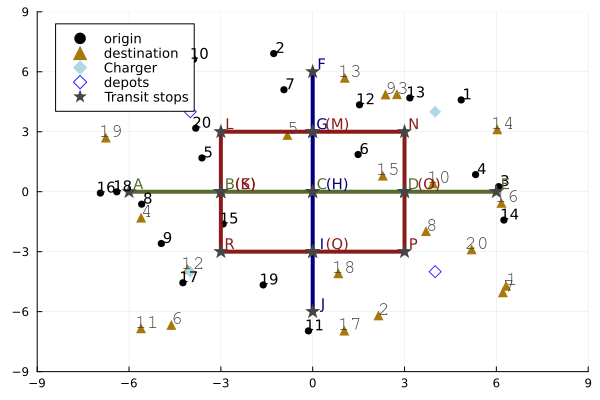 9
6
3
0
−3
−6
−9
−9
−6
−3
0
3
6
9
origin
destination
Charger
depots
Transit stops
10
2
F
7
13
12
9
3
13
1
20
L
G(M)
N
5
14
19
5
6
15
10
4
3
16
18
A
B
C(H)
D
E
8
4
15
6
14
8
9
R
I(Q)
P
20
12
17
18
19
1
J
2
11
17
11
6